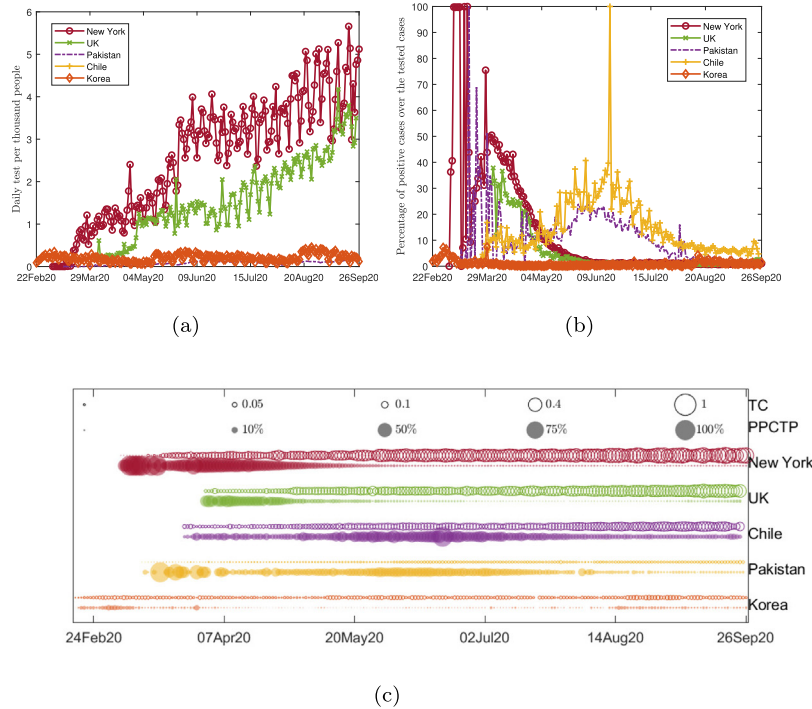 Daily test per thousand people
6
5
4
3
2
1
0
22Feb20 29Mar20 04May20 09Jun20 15Jul20 20Aug20 26Sep20
New York
UK
Pakistan
Chile
Korea
(a)
Percentage of positive cases over the tested cases
100
90
80
70
60
50
40
30
20
10
0
22Feb20 29Mar20 04May20 09Jun20 15Jul20 20Aug20 26Sep20
New York
UK
Pakistan
Chile
Korea
(b)
0.05 0.1 0.4 1 TC
10% 50% 75% 100% PPCTP
New York
UK
Chile
Pakistan
Korea
24Feb20 07Apr20 20May20 02Jul20 14Aug20 26Sep20
(c)